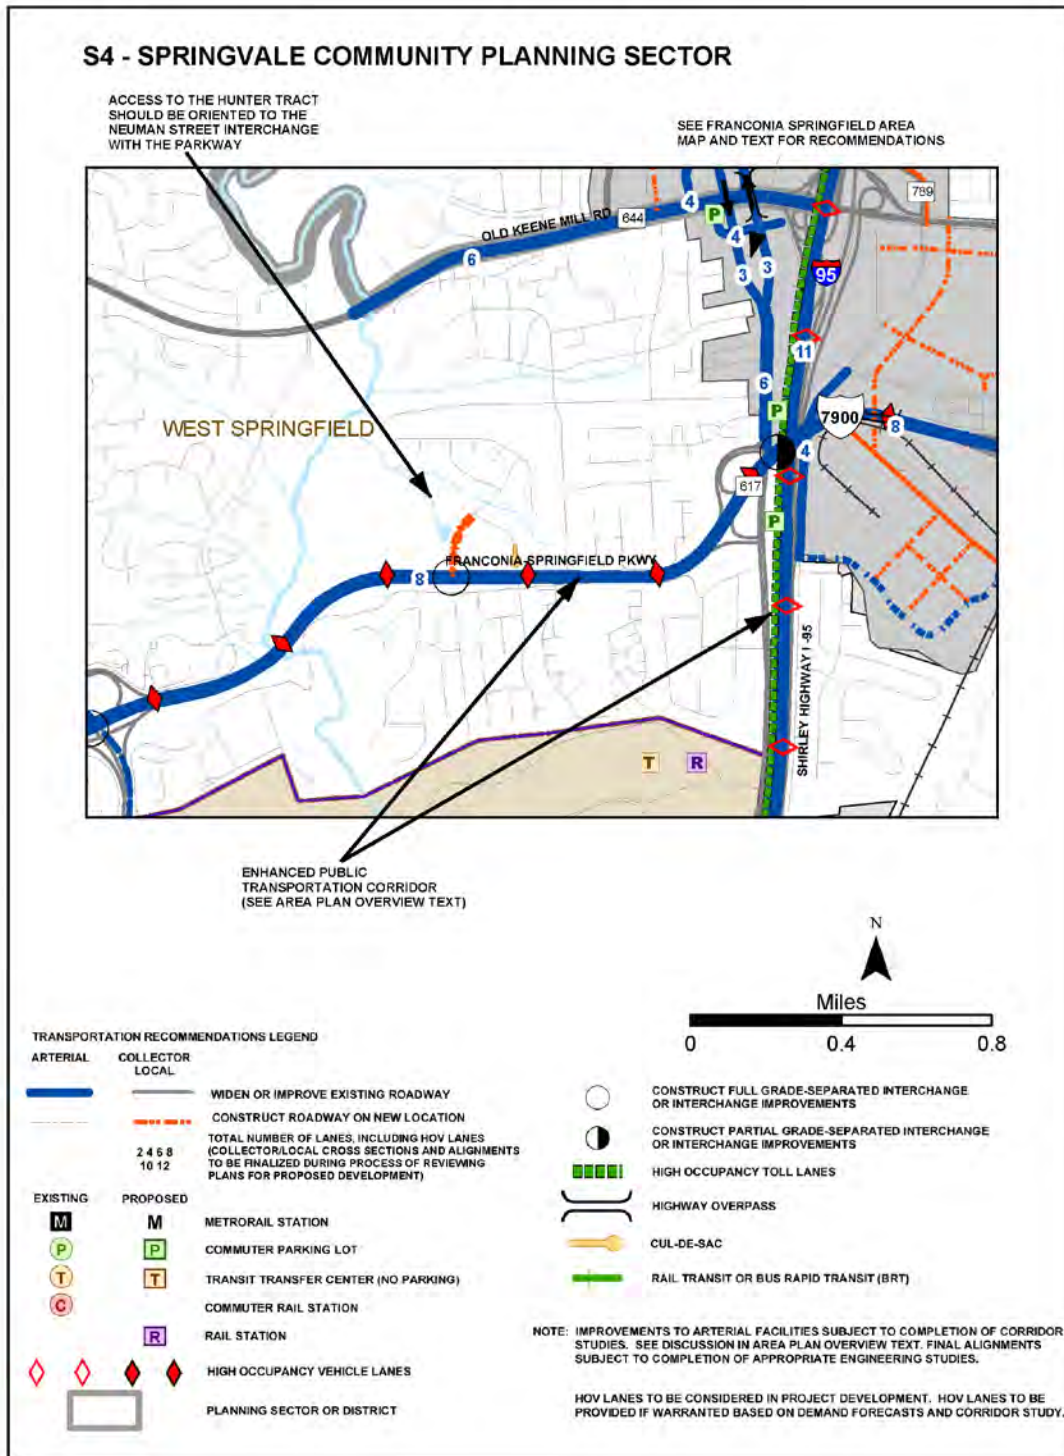 S4 - SPRINGVALE COMMUNITY PLANNING SECTOR
ACCESS TO THE HUNTER TRACT
SHOULD BE ORIENTED TO THE
NEUMAN STREET INTERCHANGE
WITH THE PARKWAY
SEE FRANCONIA SPRINGFIELD AREA
MAP AND TEXT FOR RECOMMENDATIONS
789
4
P
644
OLD KEENE MILL RD
4
6
3
3
95
11
6
P
7900
8
WEST SPRINGFIELD
4
617
P
FRANCONIA-SPRINGFIELD PKWY
8
SHIRLEY HIGHWAY I -95
T
R
ENHANCED PUBLIC
TRANSPORTATION CORRIDOR
(SEE AREA PLAN OVERVIEW TEXT)
N
Miles
0 0.4 0.8
TRANSPORTATION RECOMMENDATIONS LEGEND
ARTERIAL COLLECTOR
LOCAL
WIDEN OR IMPROVE EXISTING ROADWAY
CONSTRUCT ROADWAY ON NEW LOCATION
2 4 6 8
10 12
TOTAL NUMBER OF LANES, INCLUDING HOV LANES
(COLLECTOR/LOCAL CROSS SECTIONS AND ALIGNMENTS
TO BE FINALIZED DURING PROCESS OF REVIEWING
PLANS FOR PROPOSED DEVELOPMENT)
EXISTING PROPOSED
M M METRORAIL STATION
P P COMMUTER PARKING LOT
T T TRANSIT TRANSFER CENTER (NO PARKING)
C COMMUTER RAIL STATION
R RAIL STATION
HIGH OCCUPANCY VEHICLE LANES
PLANNING SECTOR OR DISTRICT
CONSTRUCT FULL GRADE-SEPARATED INTERCHANGE
OR INTERCHANGE IMPROVEMENTS
CONSTRUCT PARTIAL GRADE-SEPARATED INTERCHANGE
OR INTERCHANGE IMPROVEMENTS
HIGH OCCUPANCY TOLL LANES
HIGHWAY OVERPASS
CUL-DE-SAC
RAIL TRANSIT OR BUS RAPID TRANSIT (BRT)
NOTE: IMPROVEMENTS TO ARTERIAL FACILITIES SUBJECT TO COMPLETION OF CORRIDOR
STUDIES. SEE DISCUSSION IN AREA PLAN OVERVIEW TEXT. FINAL ALIGNMENTS
SUBJECT TO COMPLETION OF APPROPRIATE ENGINEERING STUDIES.
HOV LANES TO BE CONSIDERED IN PROJECT DEVELOPMENT. HOV LANES TO BE
PROVIDED IF WARRANTED BASED ON DEMAND FORECASTS AND CORRIDOR STUDY.